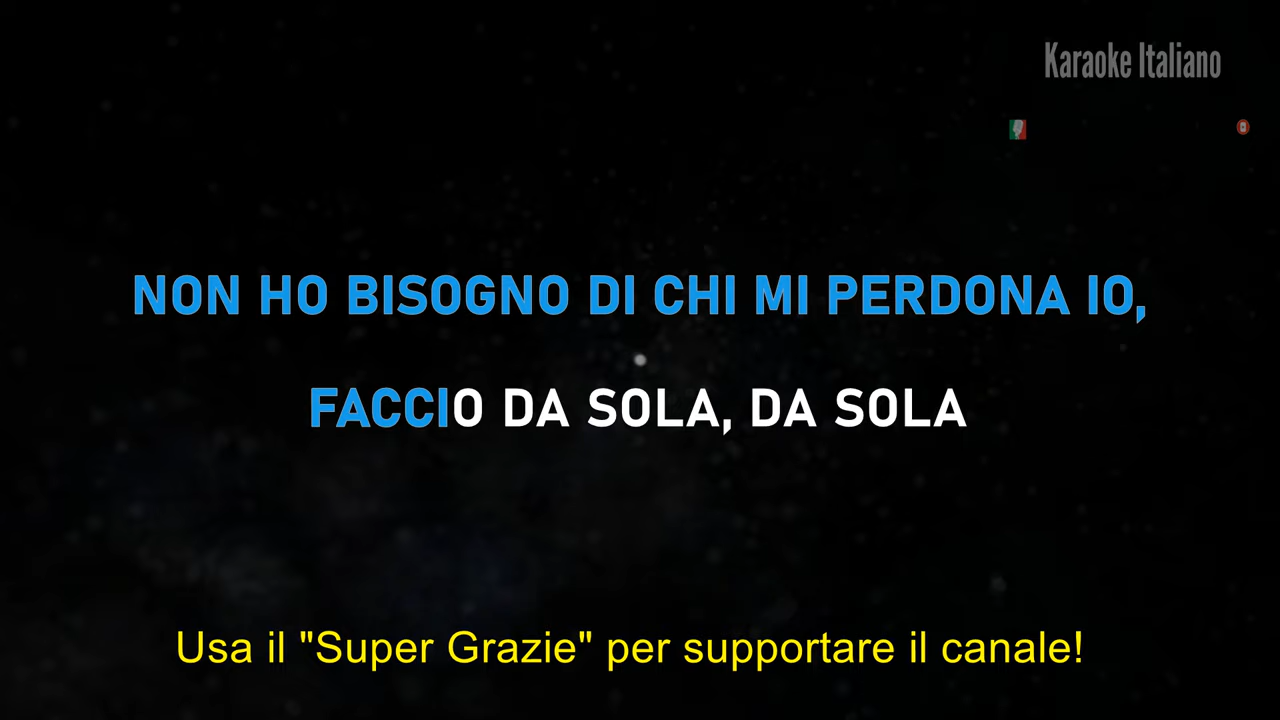 Karaoke Italiano
NON HO BISOGNO DI CHI MI PERDONA IO,
FACCIO DA SOLA, DA SOLA
Usa il "Super Grazie" per supportare il canale!